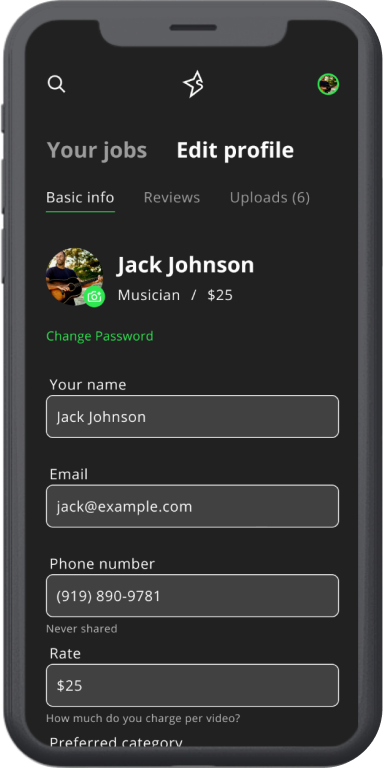 Your jobs Edit profile
Basic info Reviews Uploads (6)
Jack Johnson
Musician / $25
Change Password
Your name
Jack Johnson
Email
jack@example.com
Phone number
(919) 890-9781
Never shared
Rate
$25
How much do you charge per video?
Preferred category